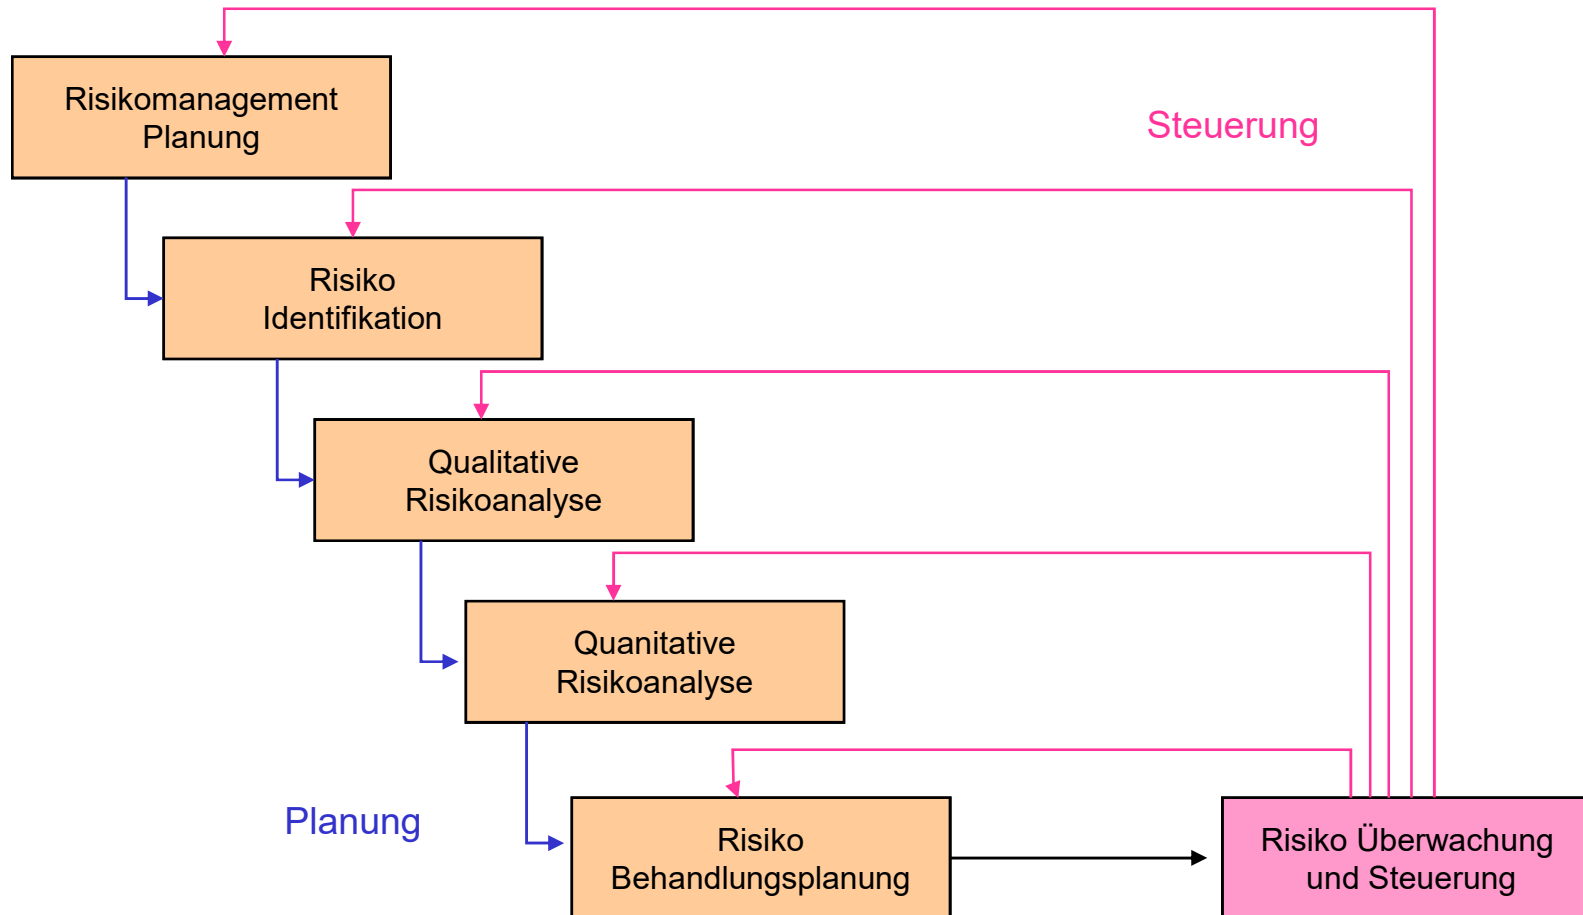 Risikomanagement
Planung
Steuerung
Risiko
Identifikation
Qualitative
Risikoanalyse
Quanitative
Risikoanalyse
Planung
Risiko
Behandlungsplanung
Risiko Überwachung
und Steuerung